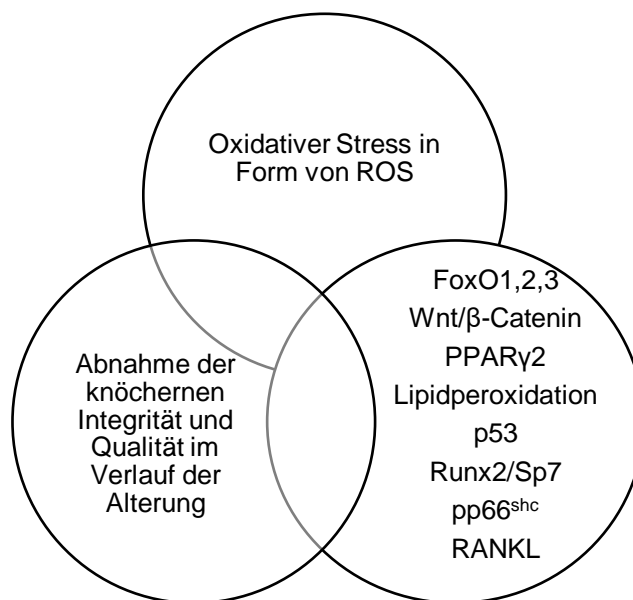 Oxidativer Stress in
Form von ROS
Abnahme der
knöchernen
Integrität und
Qualität im
Verlauf der
Alterung
FoxO1,2,3
Wnt/β-Catenin
PPARγ2
Lipidperoxidation
p53
Runx2/Sp7
pp66shc
RANKL